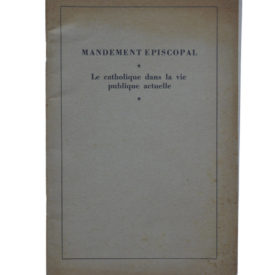 MANDEMENT EPISCOPAL
Le catholique dans la vie
publique actuelle